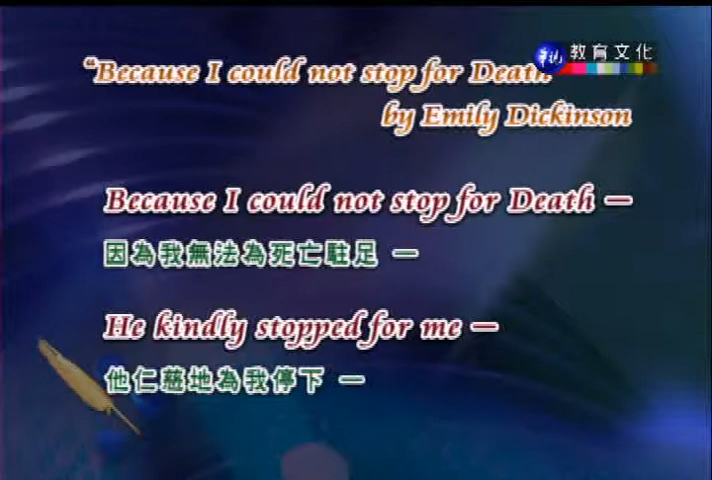 "Because I could not stop for Death
華視 教育文化
by Emily Dickinson
Because I could not stop for Death —
因為我無法為死亡駐足 —
He kindly stopped for me —
他仁慈地為我停下 —